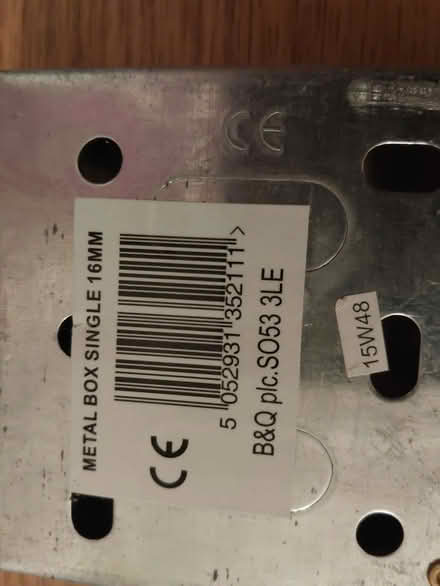 CE
METAL BOX SINGLE 16MM
5 052931 352111 >
CE
B&Q plc.SO53 3LE
15W48